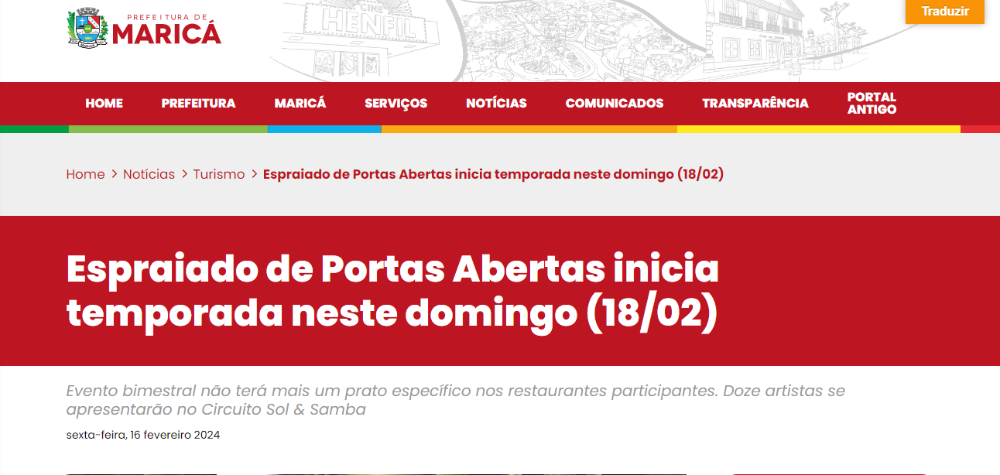 PREFEITURA DE
MARICÁ
CINE
HENFIL
Traduzir
HOME PREFEITURA MARICÁ SERVIÇOS NOTÍCIAS COMUNICADOS TRANSPARÊNCIA PORTAL
ANTIGO
Home > Notícias > Turismo > Espraiado de Portas Abertas inicia temporada neste domingo (18/02)
Espraiado de Portas Abertas inicia
temporada neste domingo (18/02)
Evento bimestral não terá mais um prato específico nos restaurantes participantes. Doze artistas se
apresentarão no Circuito Sol & Samba
sexta-feira, 16 fevereiro 2024